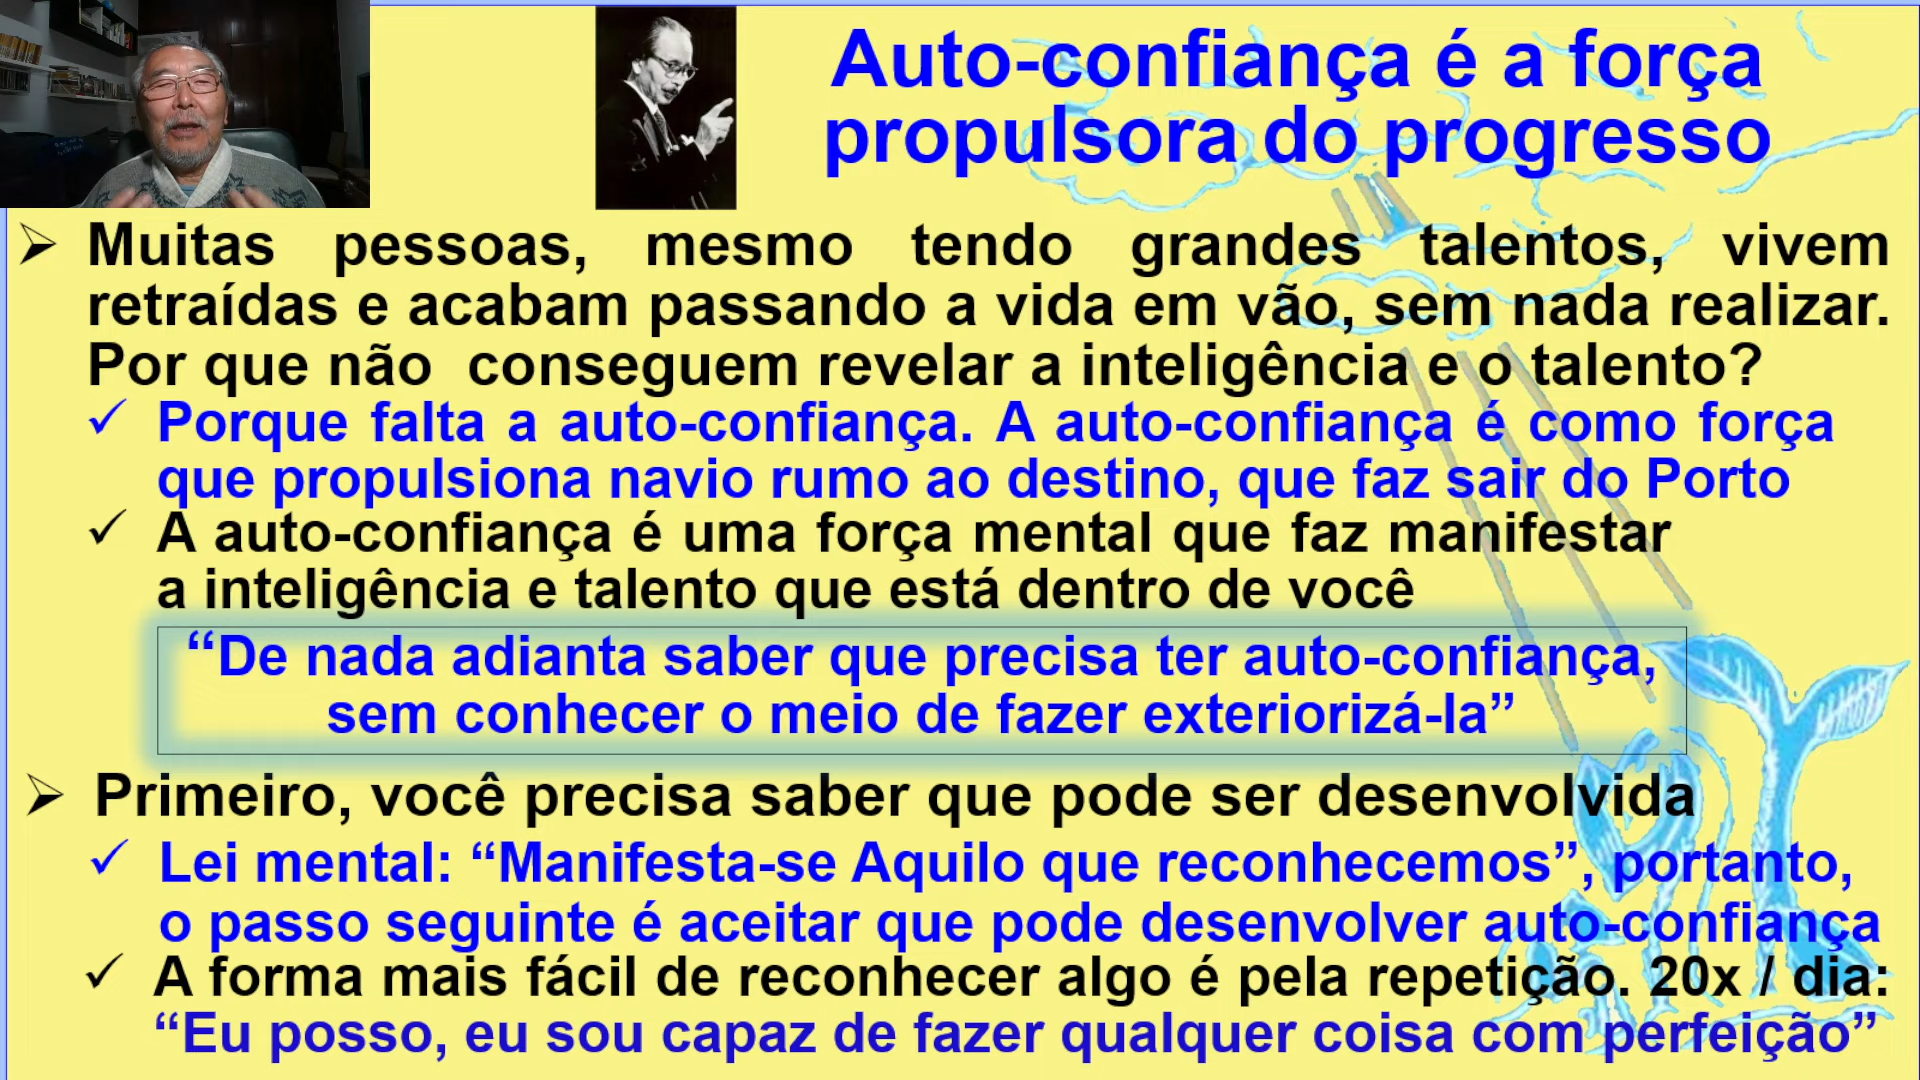 Auto-confiança é a força
propulsora do progresso
Muitas pessoas, mesmo tendo grandes talentos, vivem
retraídas e acabam passando a vida em vão, sem nada realizar.
Por que não conseguem revelar a inteligência e o talento?
Porque falta a auto-confiança. A auto-confiança é como força
que propulsiona navio rumo ao destino, que faz sair do Porto
A auto-confiança é uma força mental que faz manifestar
a inteligência e talento que está dentro de você
“De nada adianta saber que precisa ter auto-confiança,
sem conhecer o meio de fazer exteriorizá-la”
Primeiro, você precisa saber que pode ser desenvolvida
Lei mental: “Manifesta-se Aquilo que reconhecemos”, portanto,
o passo seguinte é aceitar que pode desenvolver auto-confiança
A forma mais fácil de reconhecer algo é pela repetição. 20x / dia:
“Eu posso, eu sou capaz de fazer qualquer coisa com perfeição”